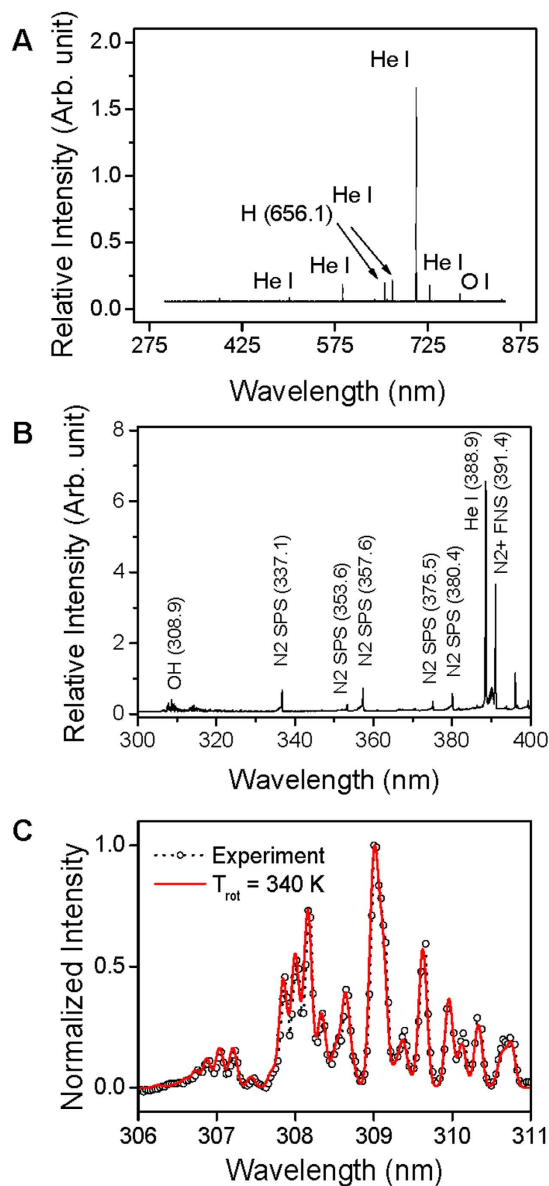 A
Relative Intensity (Arb. unit)
2.0
1.5
1.0
0.5
0.0
He I
He I
H (656.1)
He I
He I
He I
O I
275
425
575
725
875
Wavelength (nm)
B
Relative Intensity (Arb. unit)
8
6
4
2
0
OH (308.9)
N2 SPS (337.1)
N2 SPS (353.6)
N2 SPS (357.6)
N2 SPS (375.5)
N2 SPS (380.4)
He I (388.9)
N2+ FNS (391.4)
300
320
340
360
380
400
Wavelength (nm)
C
Normalized Intensity
1.0
0.5
0.0
Experiment
T_rot = 340 K
306
307
308
309
310
311
Wavelength (nm)